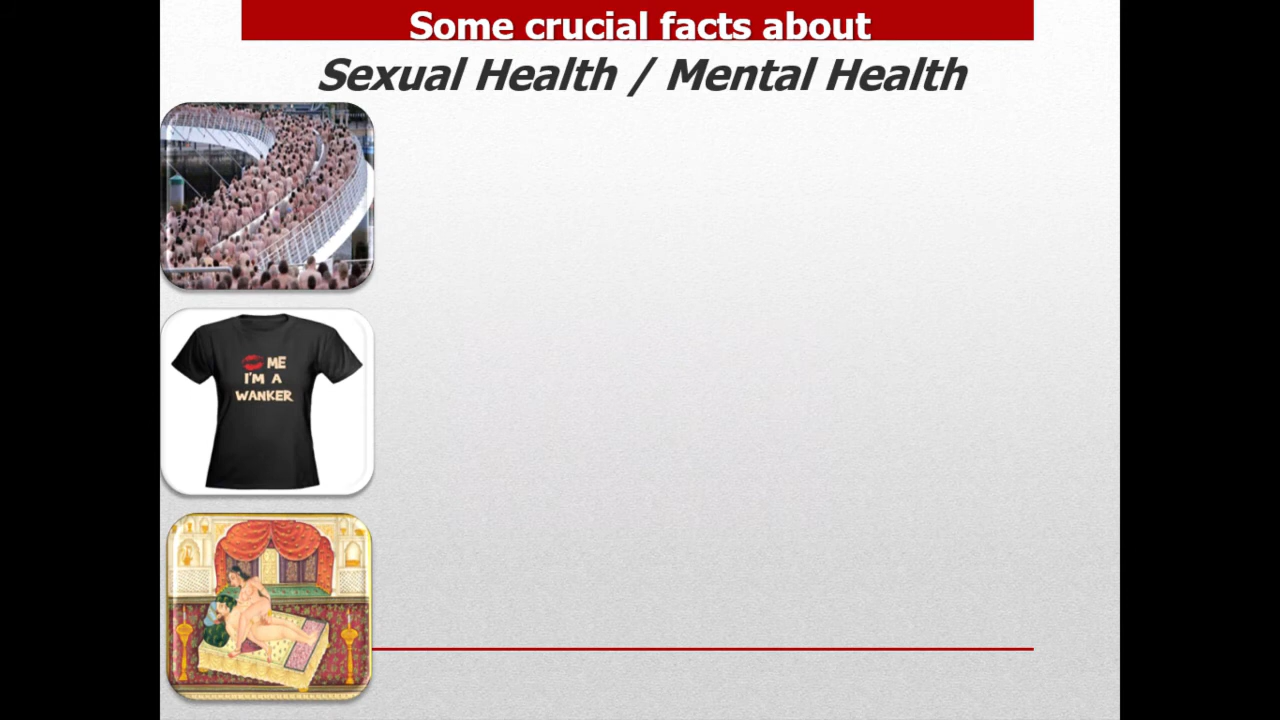 Some crucial facts about
Sexual Health / Mental Health
ME
I'M A
WANKER